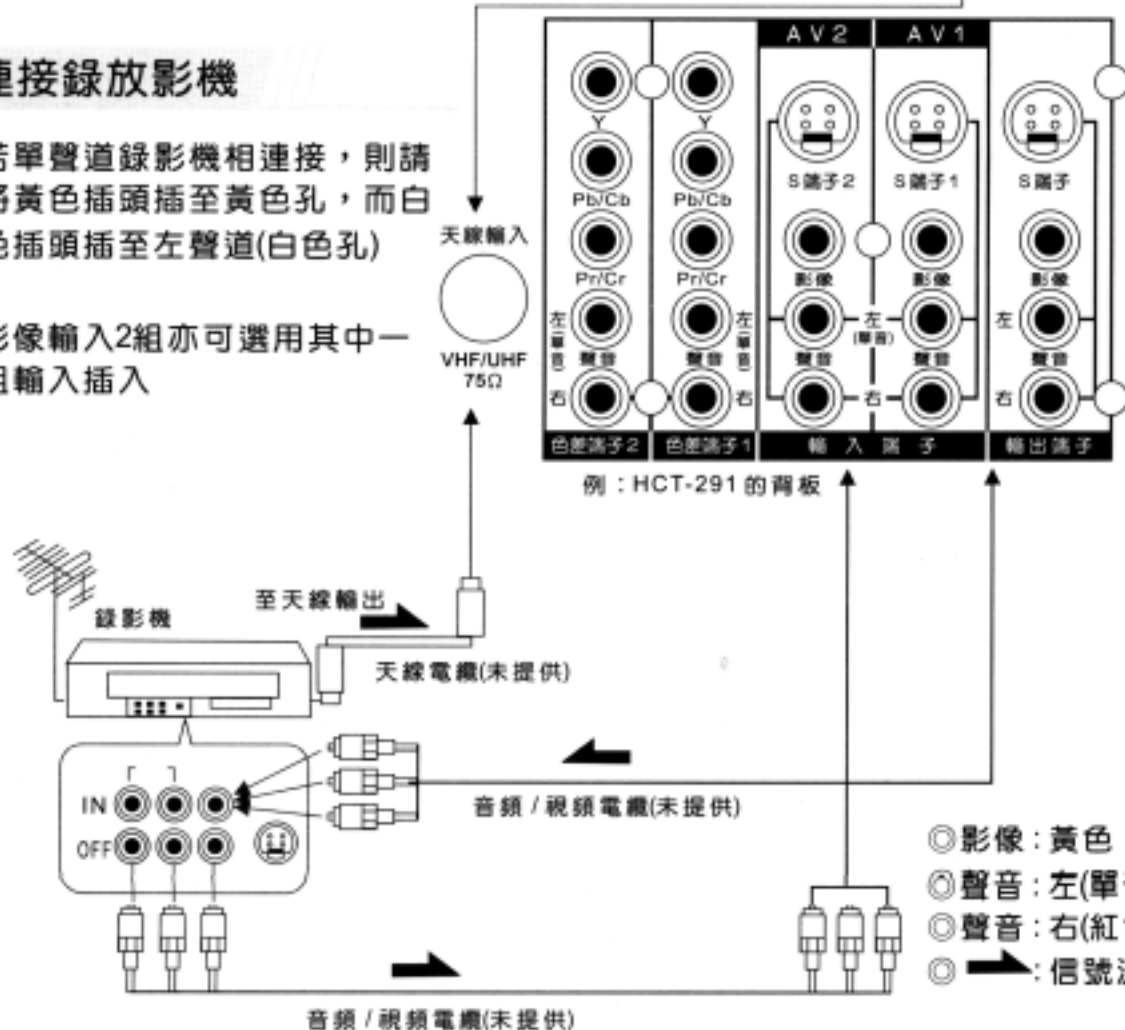 連接錄放影機
若單聲道錄影機相連接，則請
將黃色插頭插至黃色孔，而白
色插頭插至左聲道(白色孔)
影像輸入2組亦可選用其中一
組輸入插入
天線輸入
VHF/UHF
75Ω
AV2 AV1
Y Y
S端子2 S端子1 S端子
Pb/Cb Pb/Cb
Pr/Cr Pr/Cr 影像 影像 影像
左(單音) 聲音 聲音 左(單音) 聲音 左(單音) 聲音 左 聲音
右 右 右 右
色差端子2 色差端子1 輸入端子 輸出端子
例：HCT-291的背板
錄影機
至天線輸出
天線電纜(未提供)
IN
OFF
音頻/視頻電纜(未提供)
◎影像：黃色
◎聲音：左(單
◎聲音：右(紅
◎ ：信號
音頻/視頻電纜(未提供)